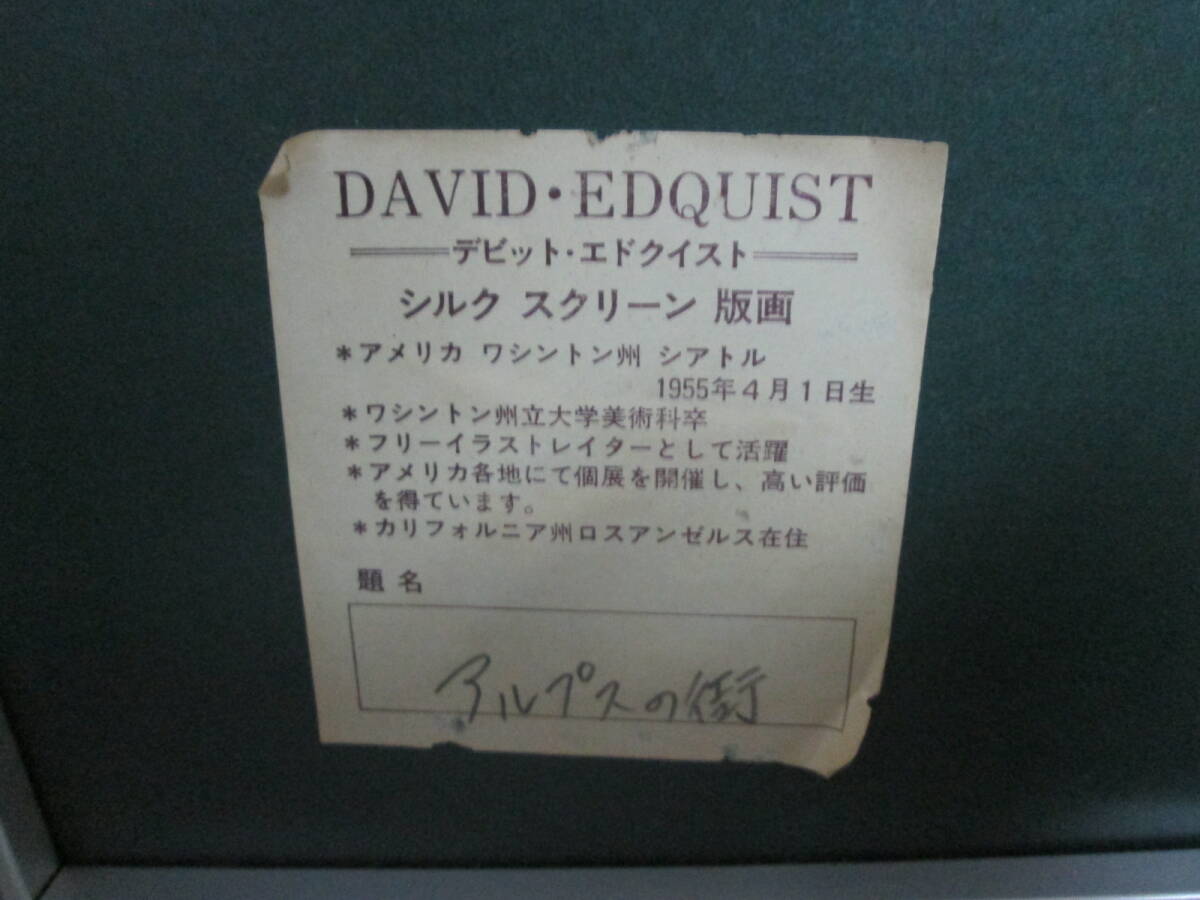 DAVID・EDQUIST
デビット・エドクイスト
シルク スクリーン 版画
*アメリカ ワシントン州 シアトル
1955年4月1日生
*ワシントン州立大学美術科卒
*フリーイラストレイターとして活躍
*アメリカ各地にて個展を開催し、高い評価
を得ています。
*カリフォルニア州ロスアンゼルス在住
題名
アルプスの街